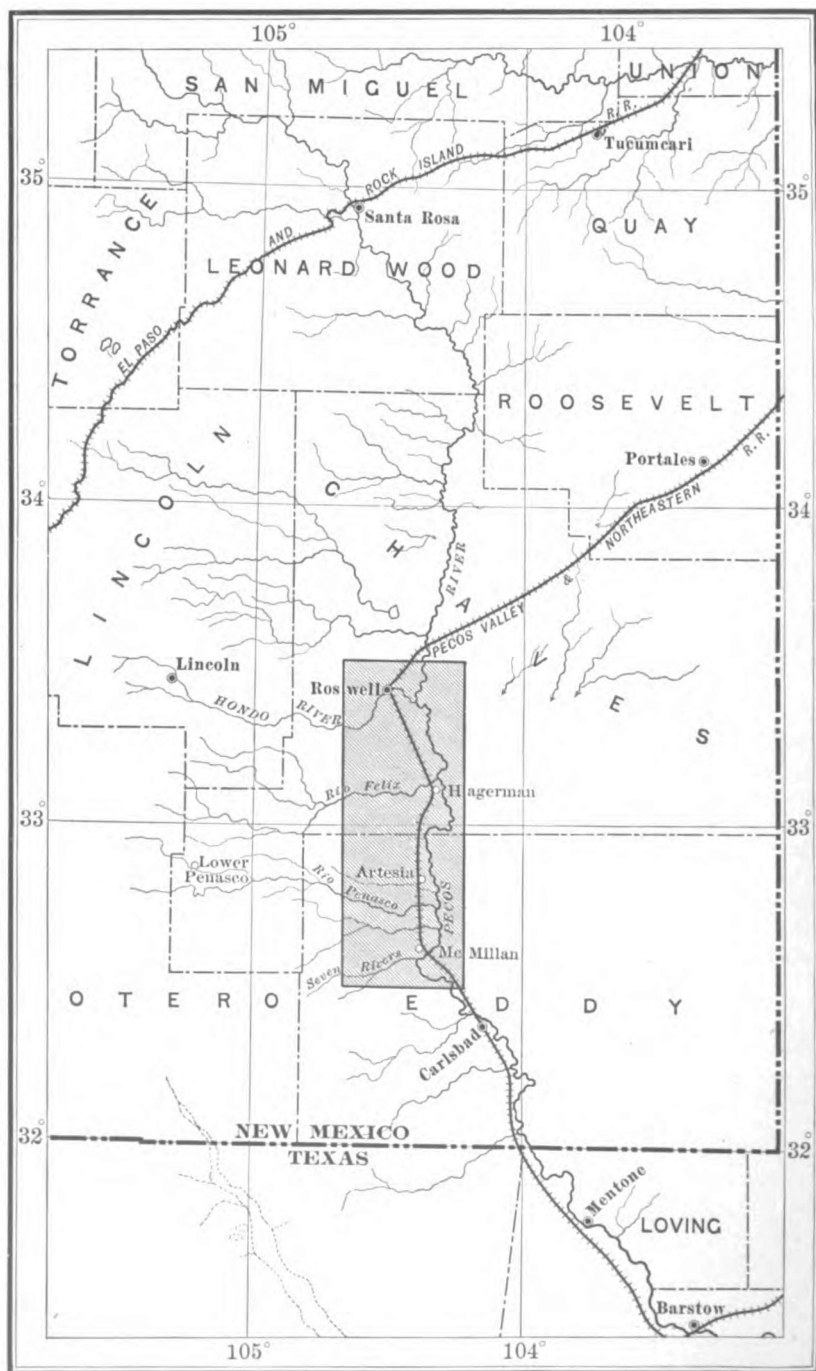 105° 104°
SAN MIGUEL UNION
R.R.
Tucumcari
35° ROCK ISLAND 35°
Santa Rosa
QUAY
AND
LEONARD WOOD
TORRANCE
EL PASO
ROOSEVELT
Portales
R.R.
34° 34°
NORTHEASTERN
LINCOLN
CHAVES
RIVER
&
PECOS VALLEY
Lincoln
Roswell
HONDO RIVER
Rio Felix
Hagerman
33° 33°
Lower
Penasco
Artesia
Rio Penasco
PECOS
Mc Millan
Seven Rivers
OTERO EDDY
Carlsbad
32° NEW MEXICO 32°
TEXAS
Mentone
LOVING
Barstow
105° 104°